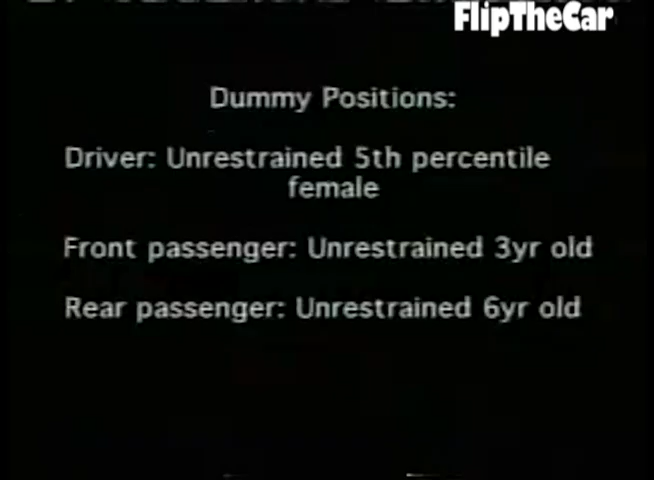 FlipTheCar
Dummy Positions:
Driver: Unrestrained 5th percentile
female
Front passenger: Unrestrained 3yr old
Rear passenger: Unrestrained 6yr old